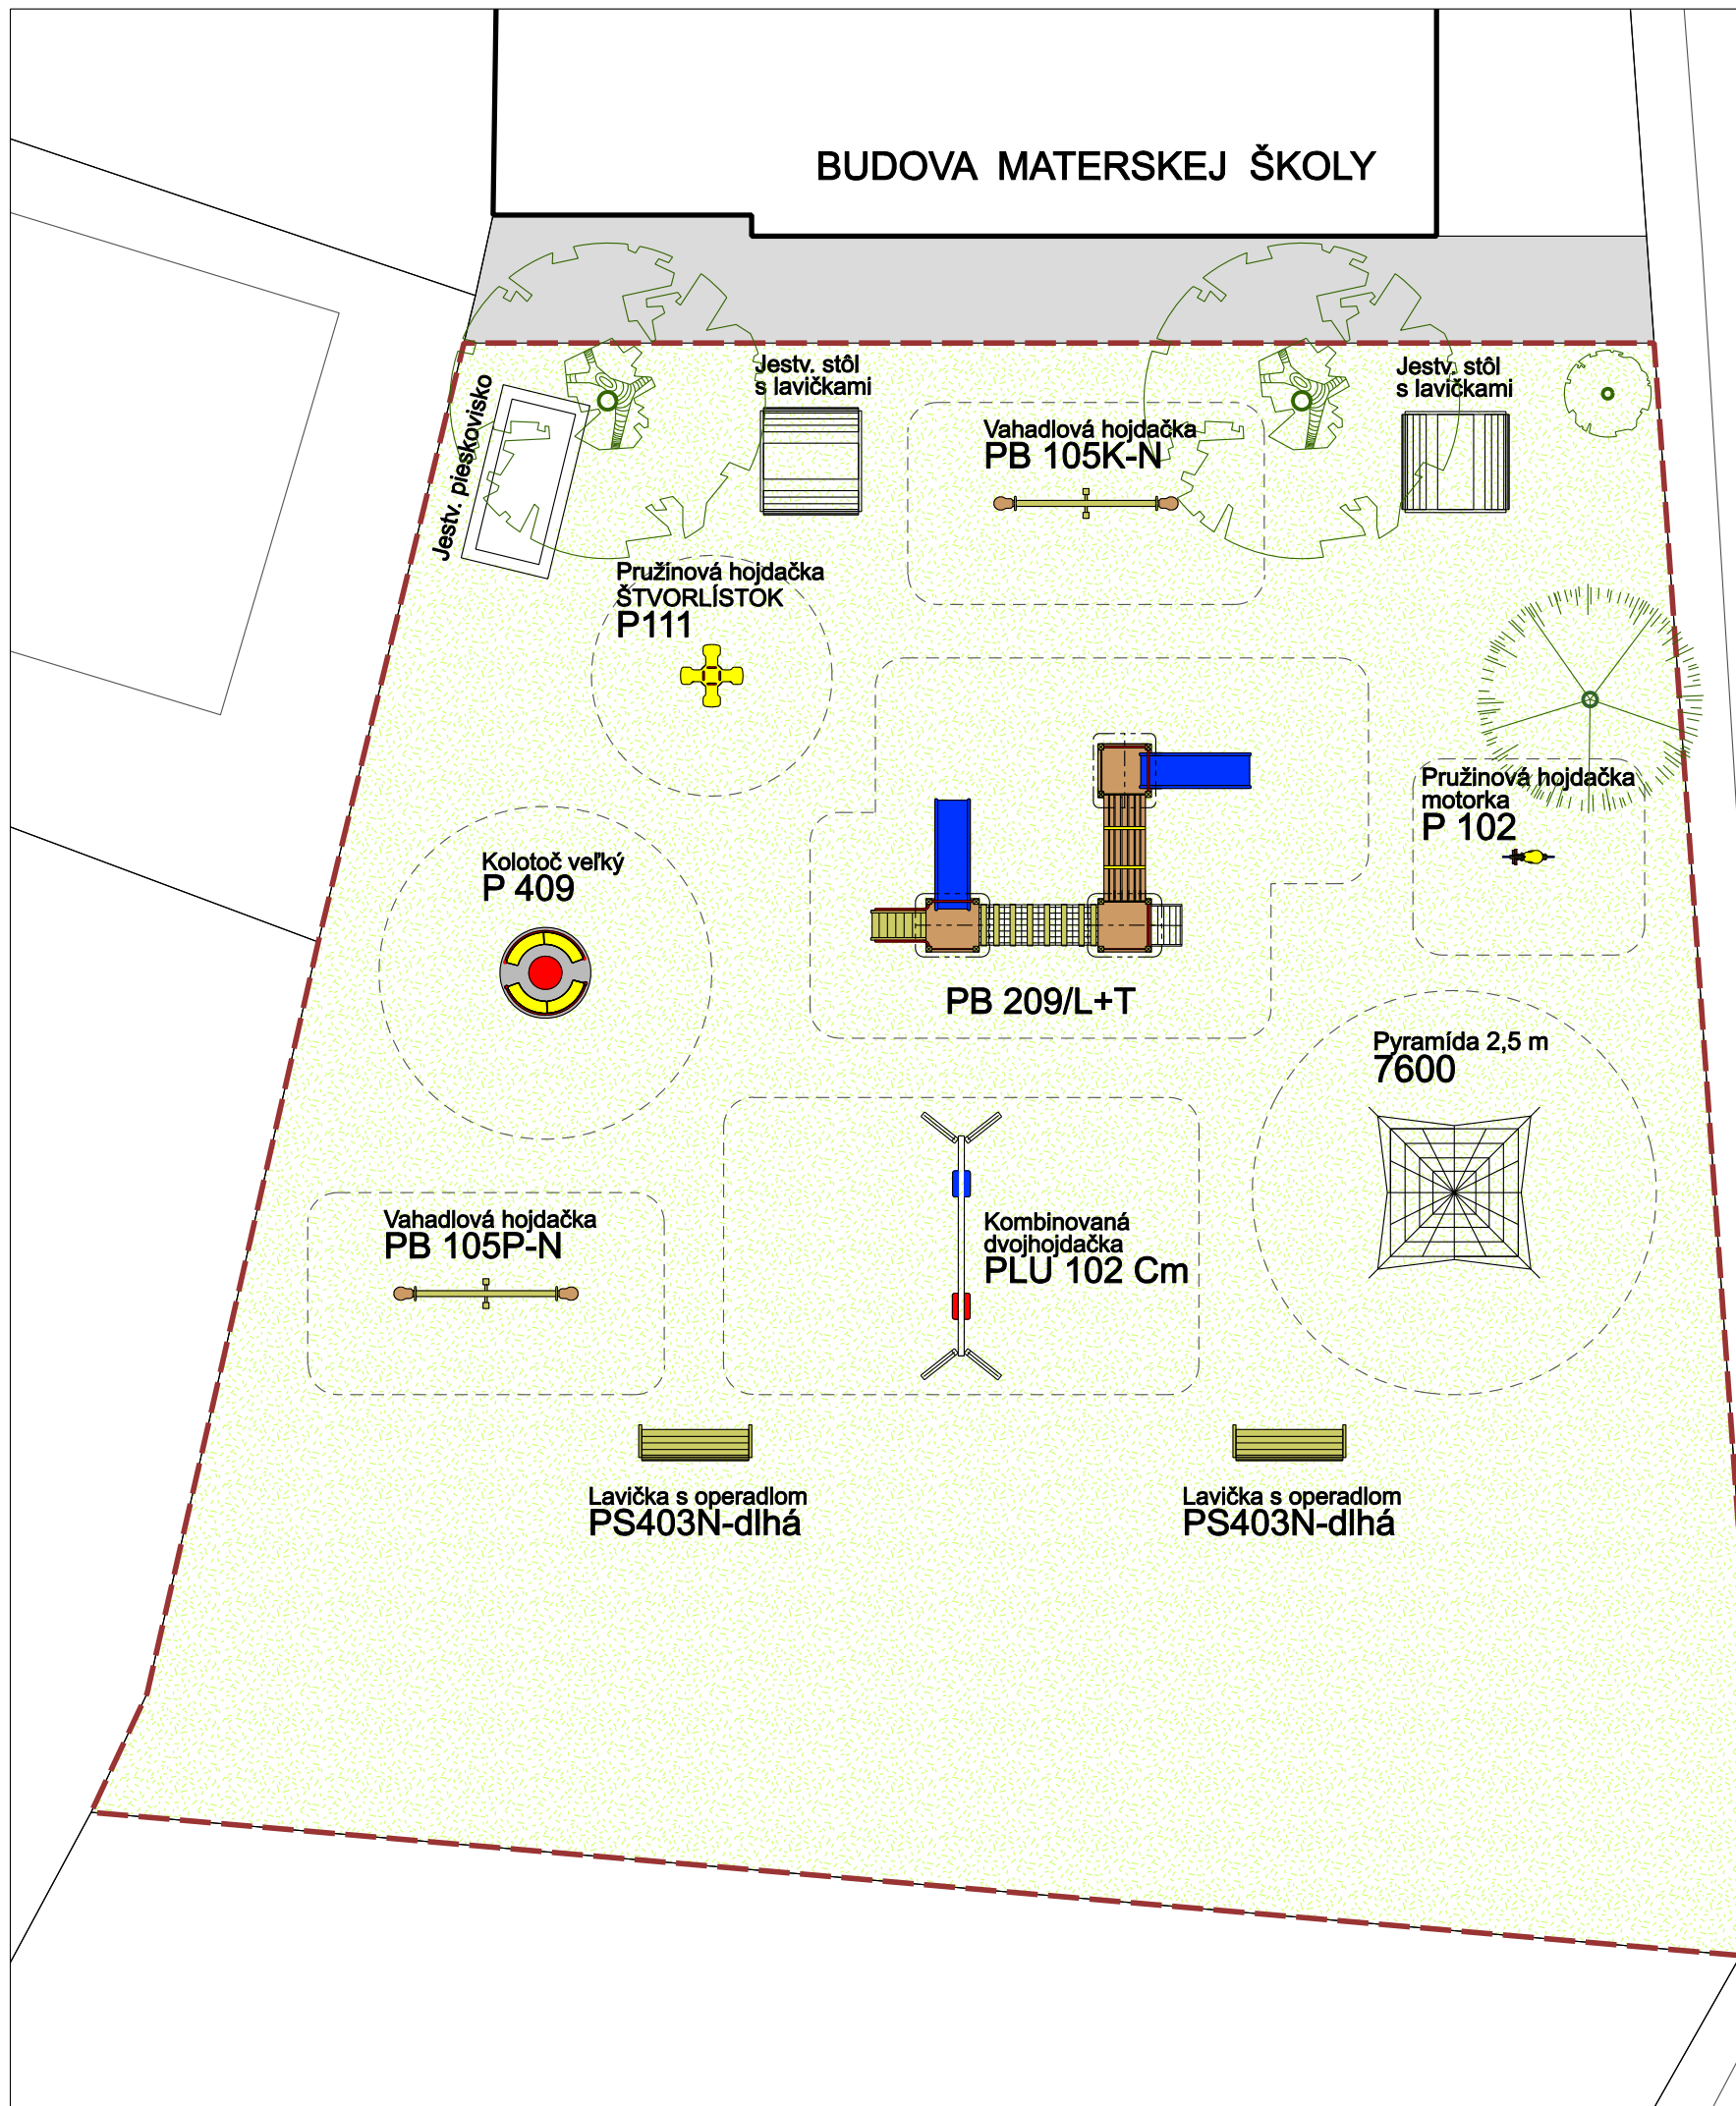 BUDOVA MATERSKEJ ŠKOLY
Jestv. stôl
s lavičkami
Jestv. stôl
s lavičkami
Jestv. pieskovisko
Vahadlová hojdačka
PB 105K-N
Pružinová hojdačka
ŠTVORLÍSTOK
P111
Pružinová hojdačka
motorka
P 102
Kolotoč veľký
P 409
PB 209/L+T
Pyramída 2,5 m
7600
Vahadlová hojdačka
PB 105P-N
Kombinovaná
dvojhojdačka
PLU 102 Cm
Lavička s operadlom
PS403N-dlhá
Lavička s operadlom
PS403N-dlhá